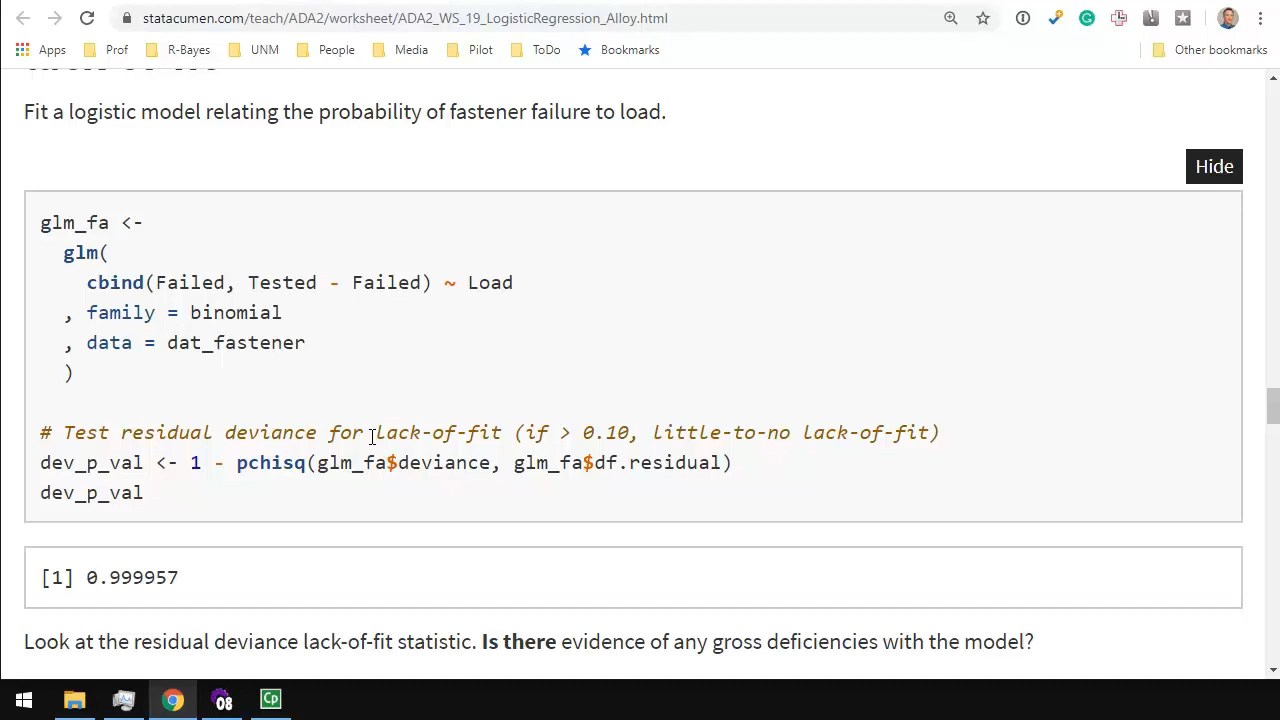 statacumen.com/teach/ADA2/worksheet/ADA2_WS_19_LogisticRegression_Alloy.html
Apps Prof R-Bayes UNM People Media Pilot ToDo Bookmarks Other bookmarks
Fit a logistic model relating the probability of fastener failure to load.
Hide
glm_fa <-
glm(
cbind(Failed, Tested - Failed) ~ Load
, family = binomial
, data = dat_fastener
)
# Test residual deviance for lack-of-fit (if > 0.10, little-to-no lack-of-fit)
dev_p_val <- 1 - pchisq(glm_fa$deviance, glm_fa$df.residual)
dev_p_val
[1] 0.999957
Look at the residual deviance lack-of-fit statistic. Is there evidence of any gross deficiencies with the model?
08
Cp